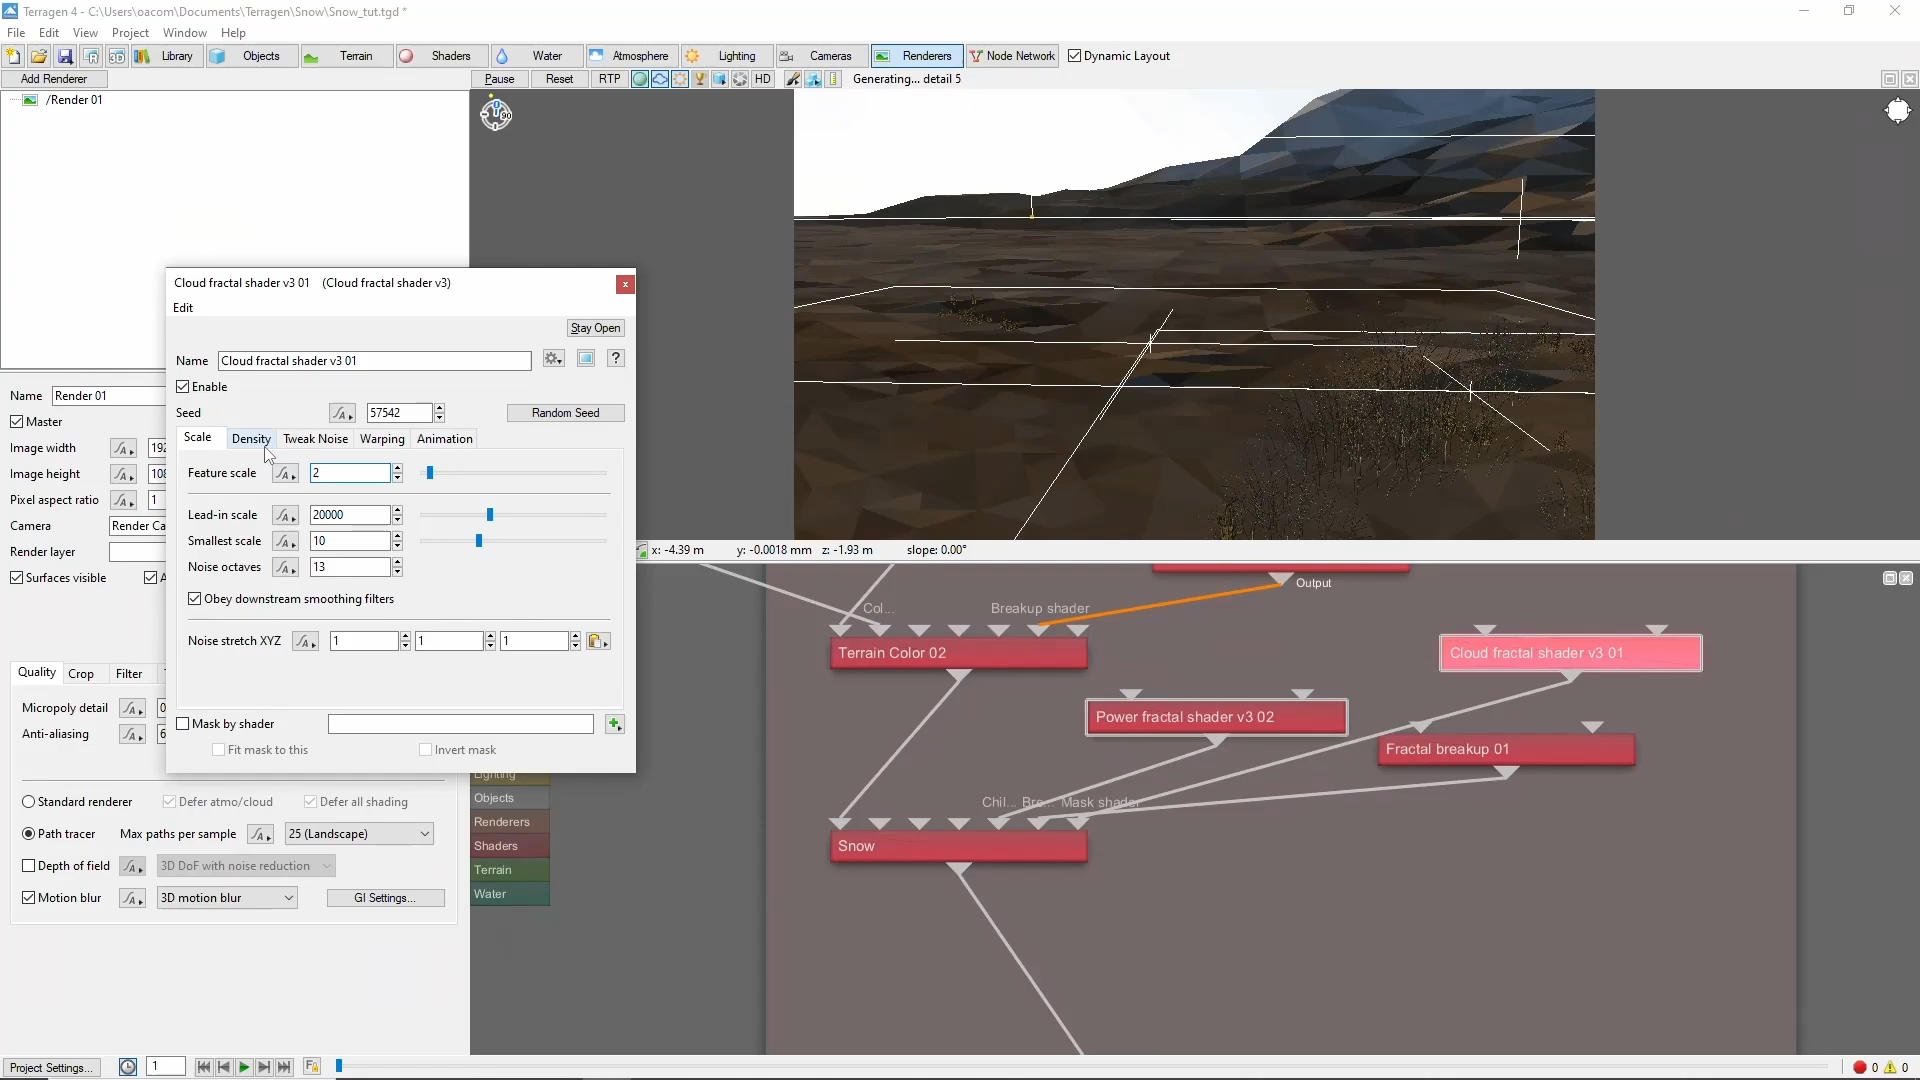 Terragen 4 - C:\Users\oacom\Documents\Terragen\Snow\Snow_tut.tgd *
File Edit View Project Window Help
Library Objects Terrain Shaders Water Atmosphere Lighting Cameras Renderers Node Network Dynamic Layout
Add Renderer
Pause Reset RTP HD Generating... detail 5
/Render 01
90
Cloud fractal shader v3 01 (Cloud fractal shader v3)
Edit
Stay Open
Name Cloud fractal shader v3 01 ?
Enable
Seed 57542 Random Seed
Scale Density Tweak Noise Warping Animation
Feature scale 2
Lead-in scale 20000
Smallest scale 10
Noise octaves 13
Obey downstream smoothing filters
Noise stretch XYZ 1 1 1
Mask by shader
Fit mask to this Invert mask
Name Render 01
Master
Image width 192
Image height 108
Pixel aspect ratio 1
Camera Render Ca
Render layer
Surfaces visible A
Quality Crop Filter
Micropoly detail 0
Anti-aliasing 6
Standard renderer Defer atmo/cloud Defer all shading
Path tracer Max paths per sample 25 (Landscape)
Depth of field 3D DoF with noise reduction
Motion blur 3D motion blur GI Settings...
x: -4.39 m y: -0.0018 mm z: -1.93 m slope: 0.00°
Output
Col... Breakup shader
Terrain Color 02
Cloud fractal shader v3 01
Power fractal shader v3 02
Fractal breakup 01
Chil... Bre... Mask shader
Snow
Lighting
Objects
Renderers
Shaders
Terrain
Water
Project Settings... 1 0 0